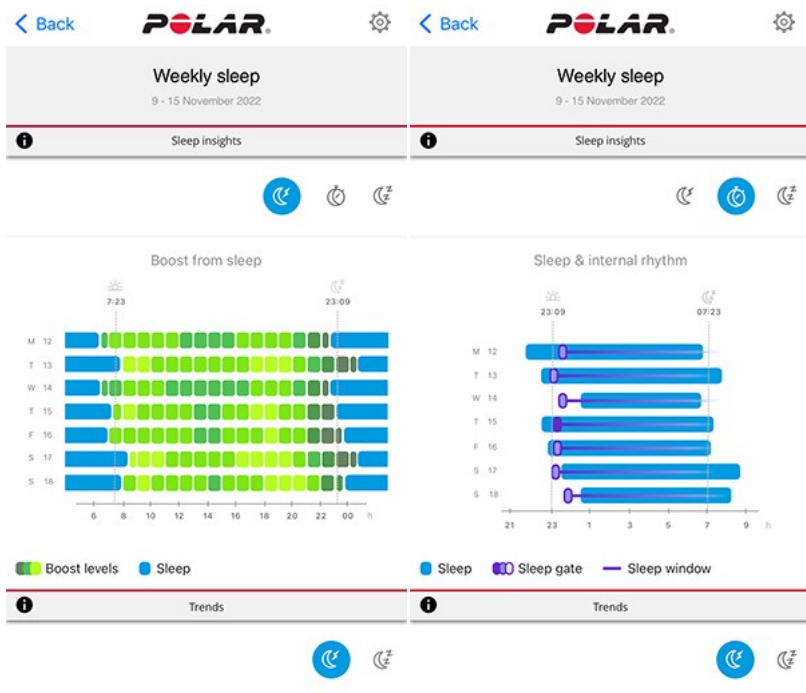 Back
POLAR
Weekly sleep
9 - 15 November 2022
Sleep insights
Boost from sleep
7:23 23:09
M 12
T 13
W 14
T 15
F 16
S 17
S 18
6 8 10 12 14 16 18 20 22 00 h
Boost levels Sleep
Trends
Back
POLAR
Weekly sleep
9 - 15 November 2022
Sleep insights
Sleep & internal rhythm
23:09 07:23
M 12
T 13
W 14
T 15
F 16
S 17
S 18
21 23 1 3 5 7 9 h
Sleep Sleep gate Sleep window
Trends